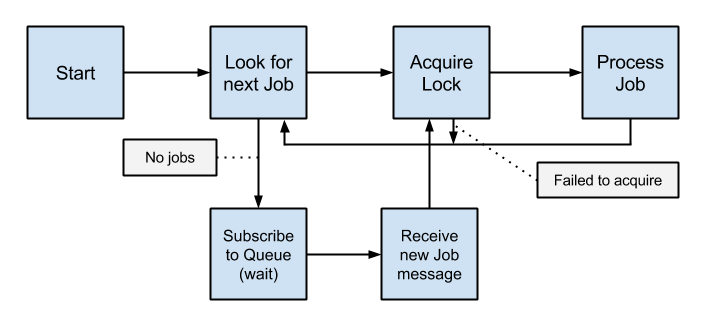 Start
Look for
next Job
Acquire
Lock
Process
Job
No jobs
Failed to acquire
Subscribe
to Queue
(wait)
Receive
new Job
message